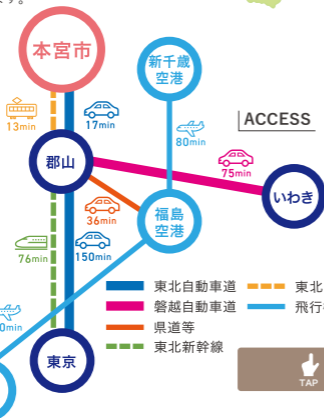 す。
本宮市
新千歳
空港
13min
17min
80min
ACCESS
郡山
75min
いわき
36min
福島
空港
76min
150min
東北自動車道
東北
磐越自動車道
飛行
県道等
東北新幹線
0min
東京
TAP